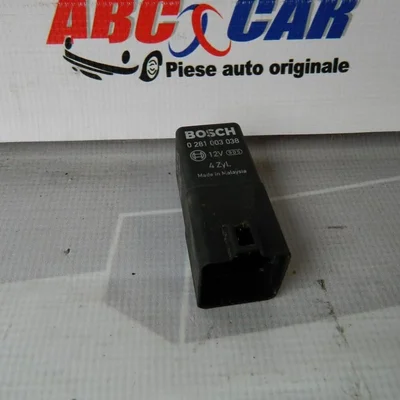 ABC CAR
Piese auto originale
BOSCH
0 281 003 038
12V
4 Zyl.
Made in Malaysia